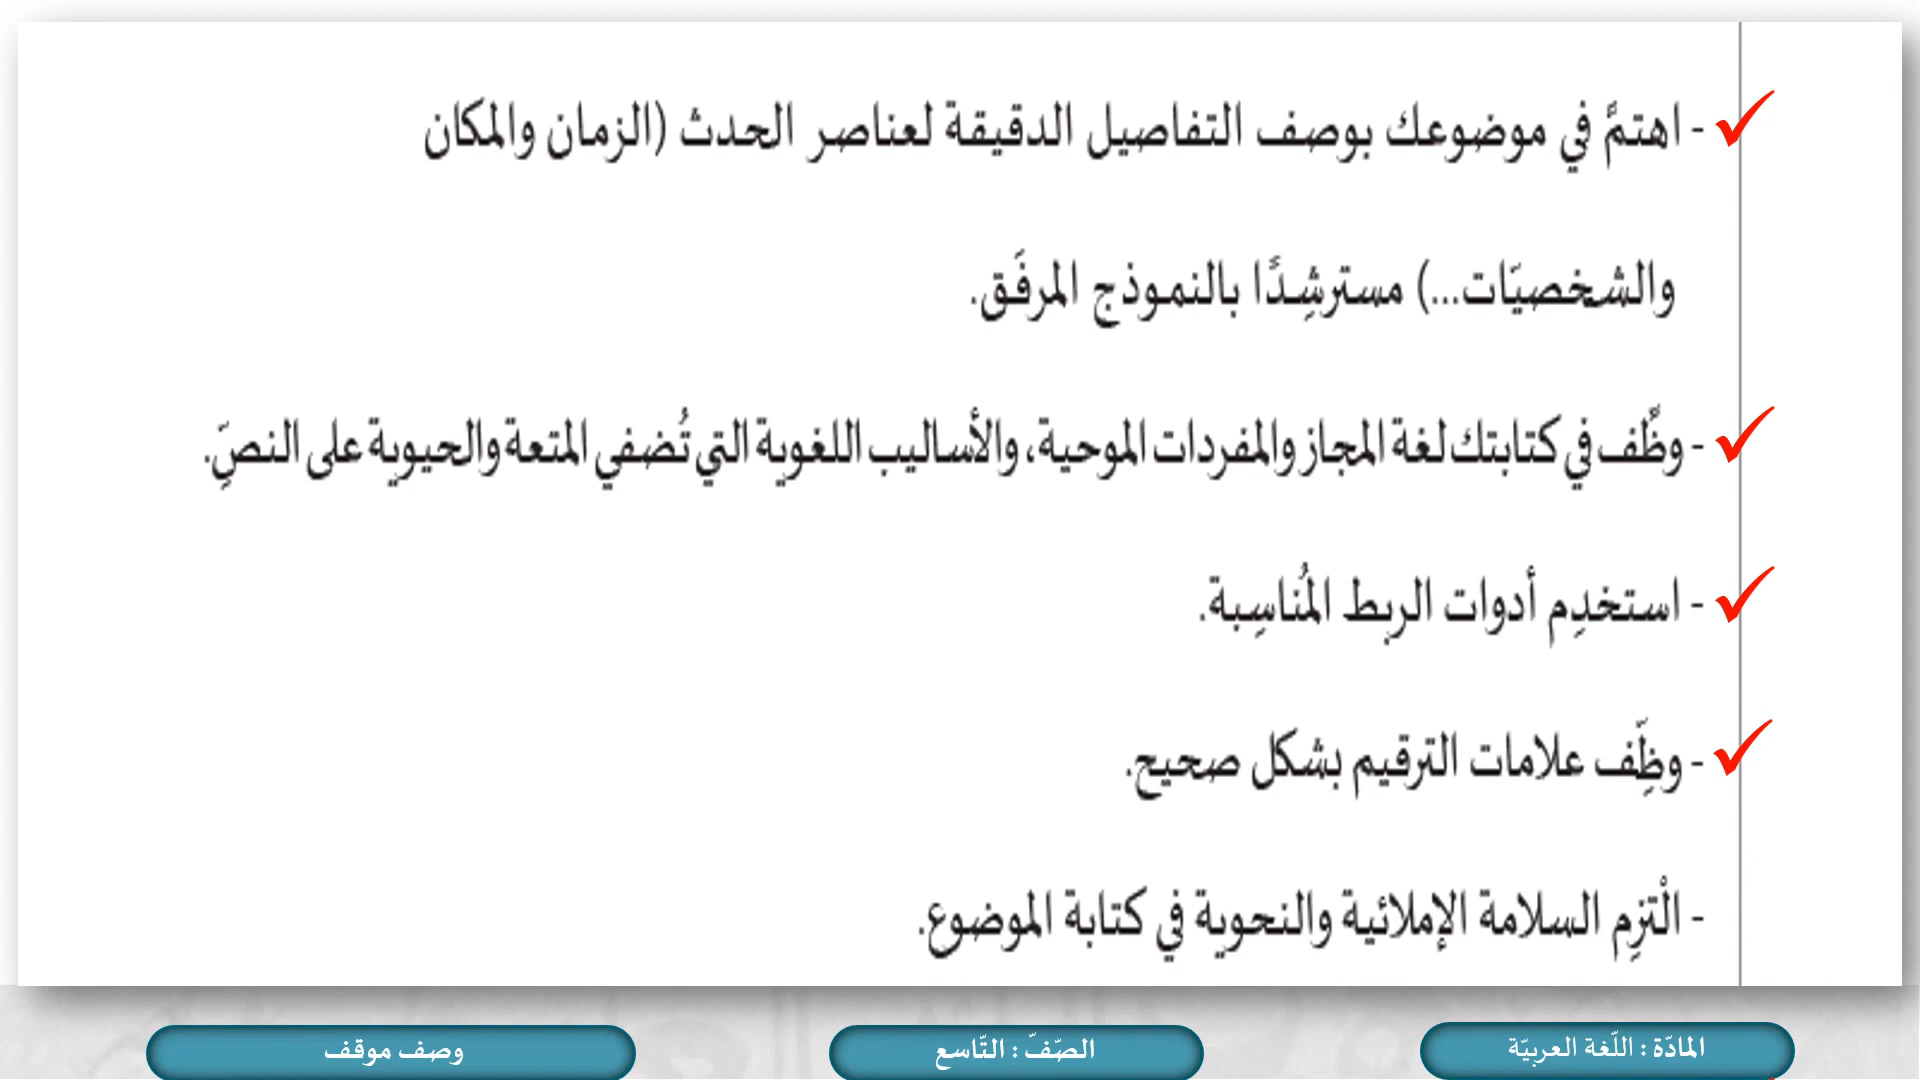 - اهتمَّ في موضوعك بوصف التفاصيل الدقيقة لعناصر الحدث (الزمان والمكان
والشخصيَّات...) مسترشِدًا بالنموذج المرفَق.
- وظِّف في كتابتك لغة المجاز والمفردات الموحية، والأساليب اللغوية التي تُضفي المتعة والحيوية على النصِّ.
- استخدِم أدوات الربط المُناسِبة.
- وظِّف علامات الترقيم بشكل صحيح.
- الْتزِم السلامة الإملائية والنحوية في كتابة الموضوع.
المادّة : اللّغة العربيّة
الصّفّ : التّاسع
وصف موقف